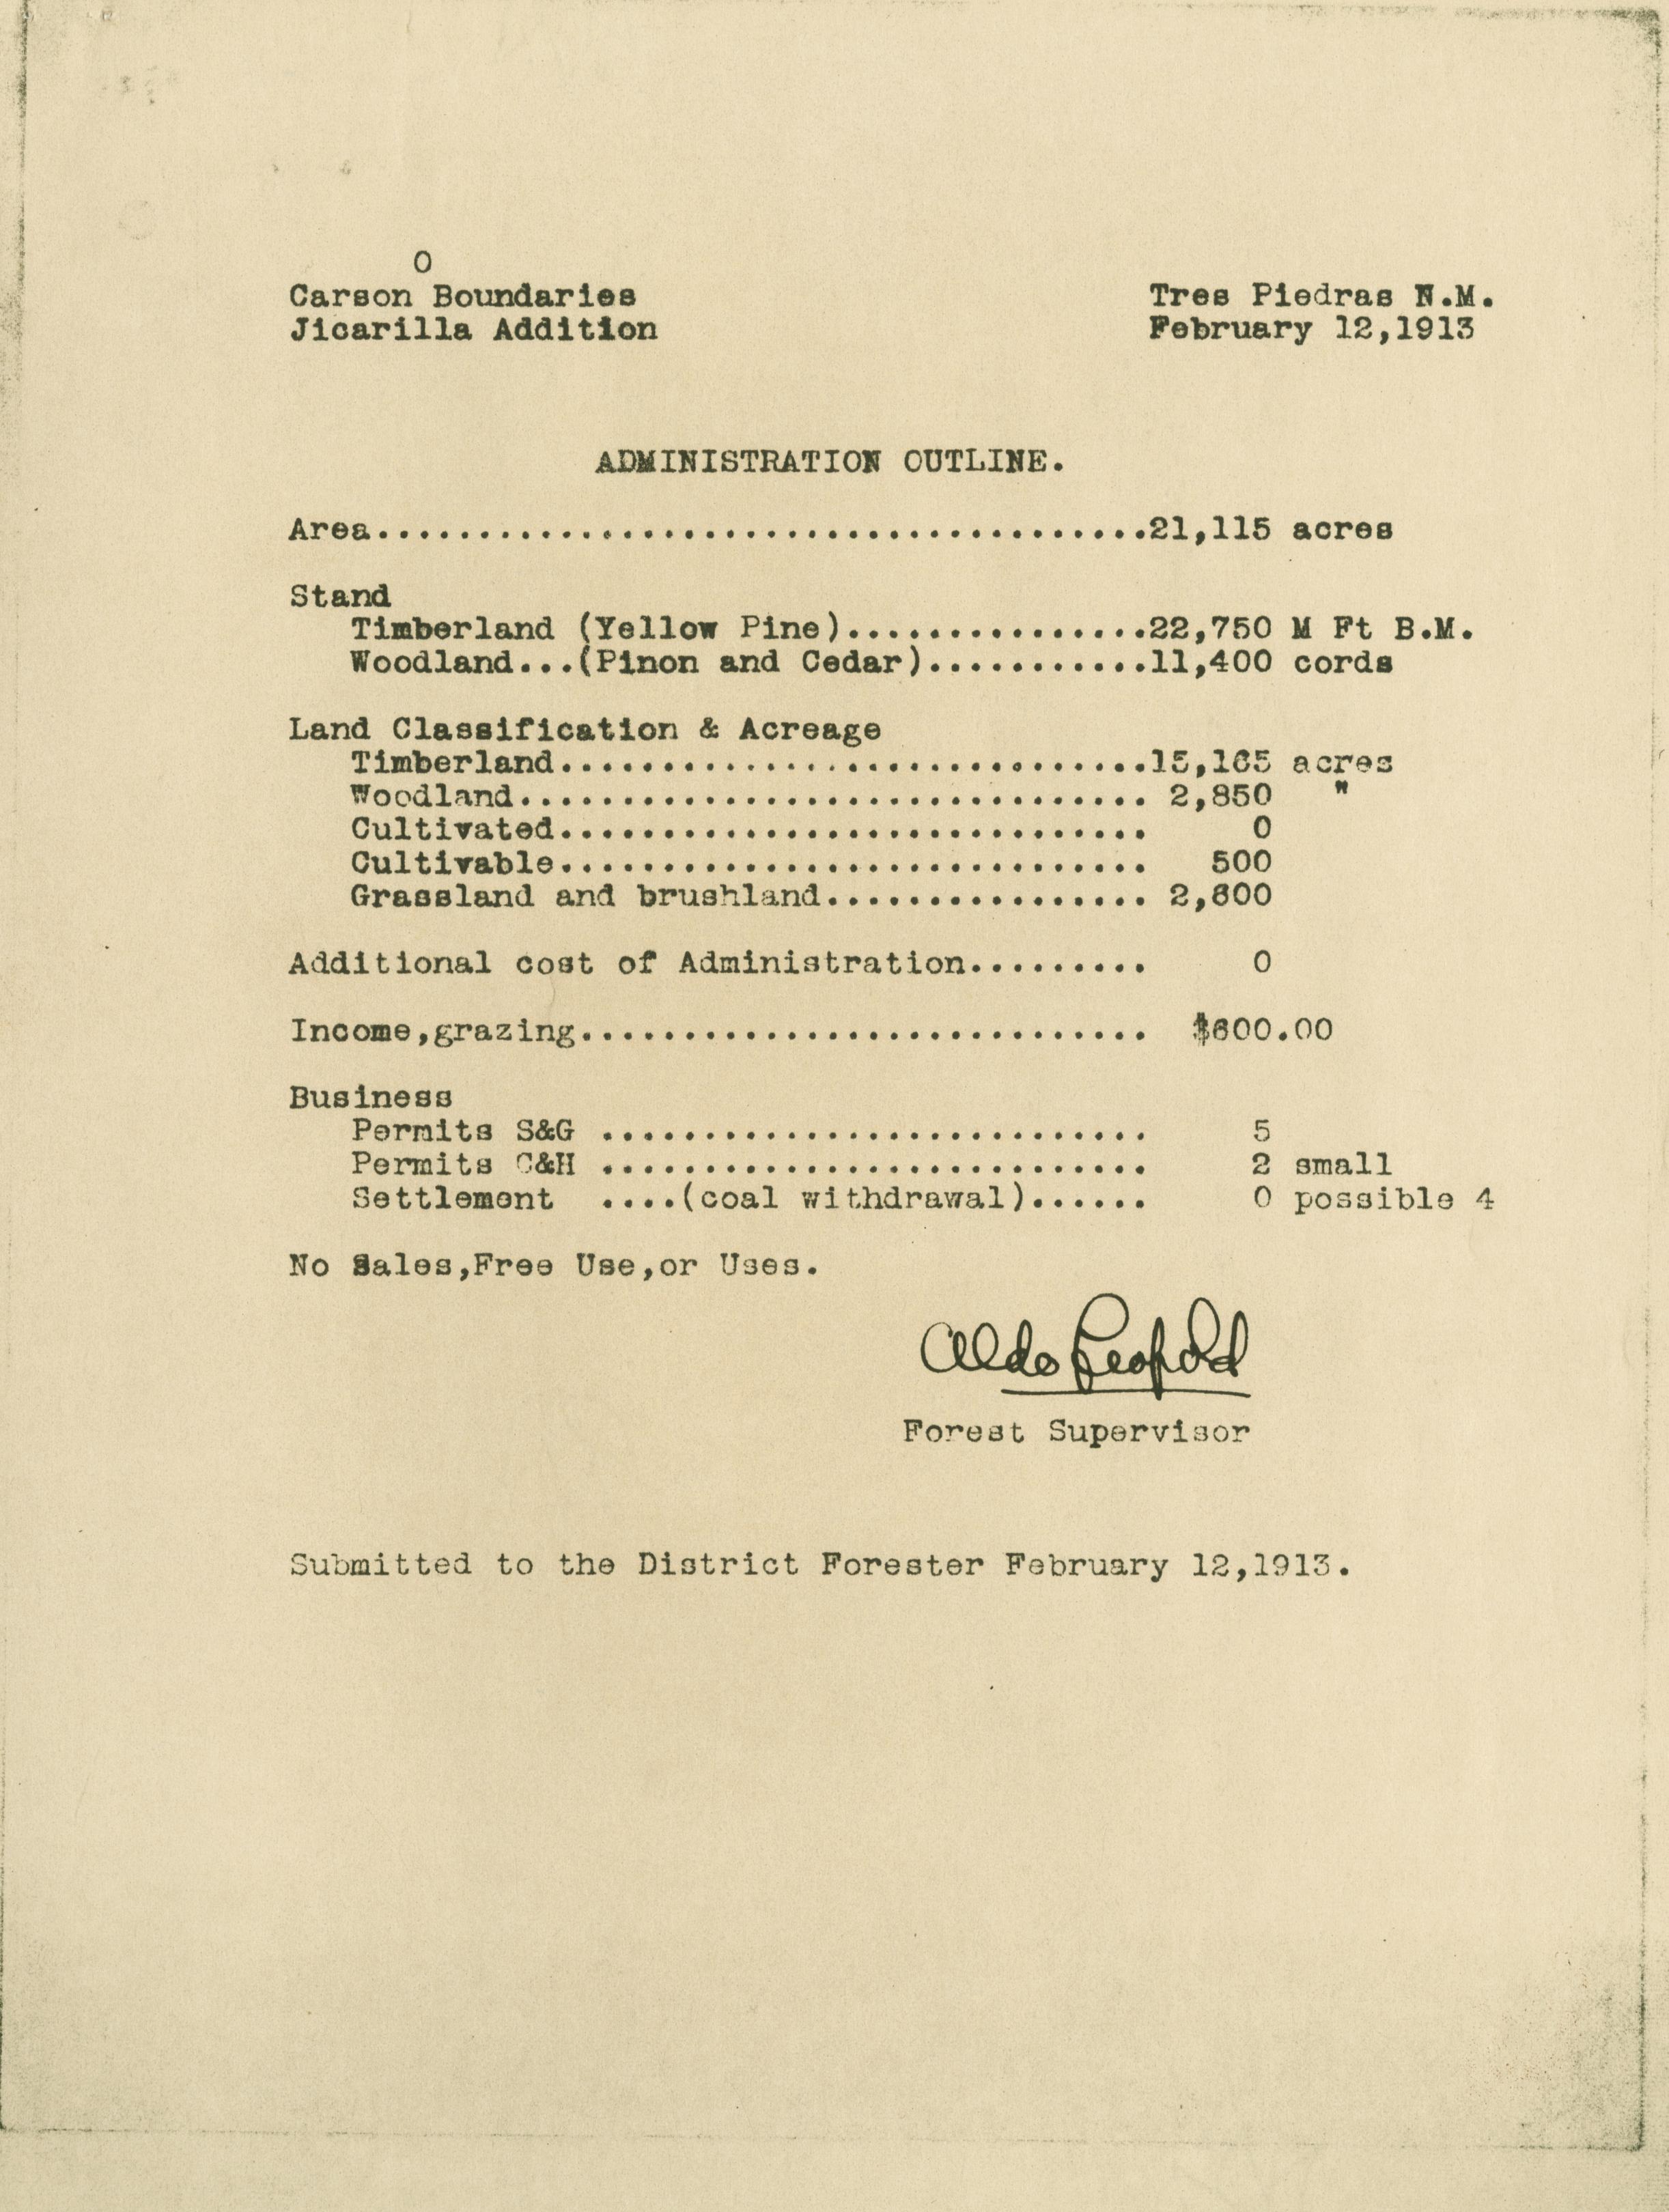 O
Carson Boundaries Tres Piedras N.M.
Jicarilla Addition February 12,1913
ADMINISTRATION OUTLINE.
Area......................................21,115 acres
Stand
Timberland (Yellow Pine)...............22,750 M Ft B.M.
Woodland...(Pinon and Cedar)...........11,400 cords
Land Classification & Acreage
Timberland.............................15,165 acres
Woodland............................... 2,850 "
Cultivated............................. 0
Cultivable............................. 500
Grassland and brushland................ 2,600
Additional cost of Administration......... 0
Income,grazing............................ $600.00
Business
Permits S&G ........................... 5
Permits C&H ........................... 2 small
Settlement ....(coal withdrawal)...... 0 possible 4
No Sales,Free Use,or Uses.
Aldo Leopold
Forest Supervisor
Submitted to the District Forester February 12,1913.